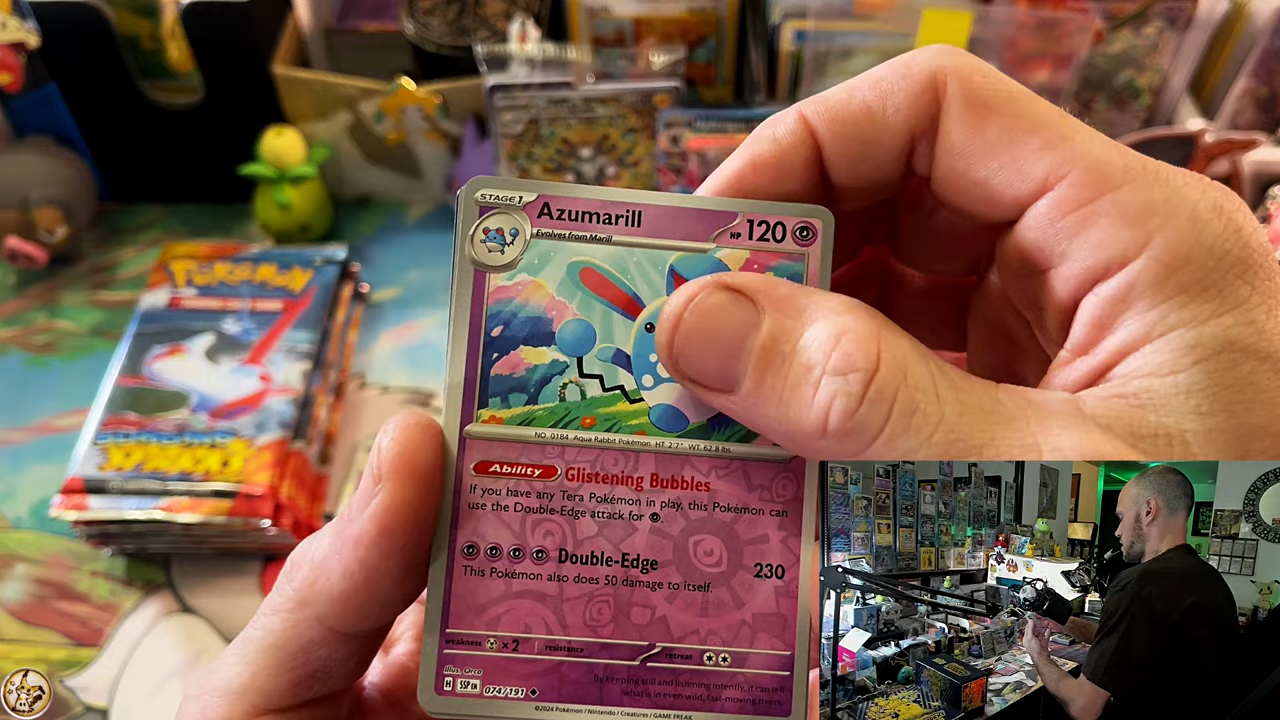 STAGE 1
Azumarill
HP 120
Evolves from Marill
POKéMON
NO. 0184 Aqua Rabbit Pokémon HT: 2'7" WT: 62.8 lbs
Ability Glistening Bubbles
If you have any Tera Pokémon in play, this Pokémon can
use the Double-Edge attack for
Double-Edge 230
This Pokémon also does 50 damage to itself.
weakness ×2 resistance retreat
Illus. Orca
By keeping still and listening intently, it can tell
what is in even wild, fast-moving rivers.
H SSP EN 074/191
©2024 Pokémon / Nintendo / Creatures / GAME FREAK